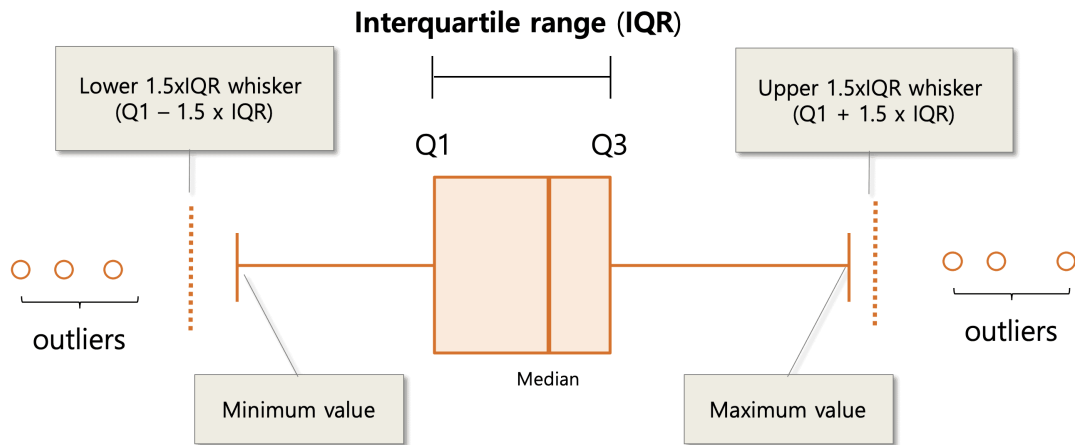 Interquartile range (IQR)
Lower 1.5xIQR whisker
(Q1 – 1.5 x IQR)
Upper 1.5xIQR whisker
(Q1 + 1.5 x IQR)
Q1
Q3
outliers
outliers
Median
Minimum value
Maximum value